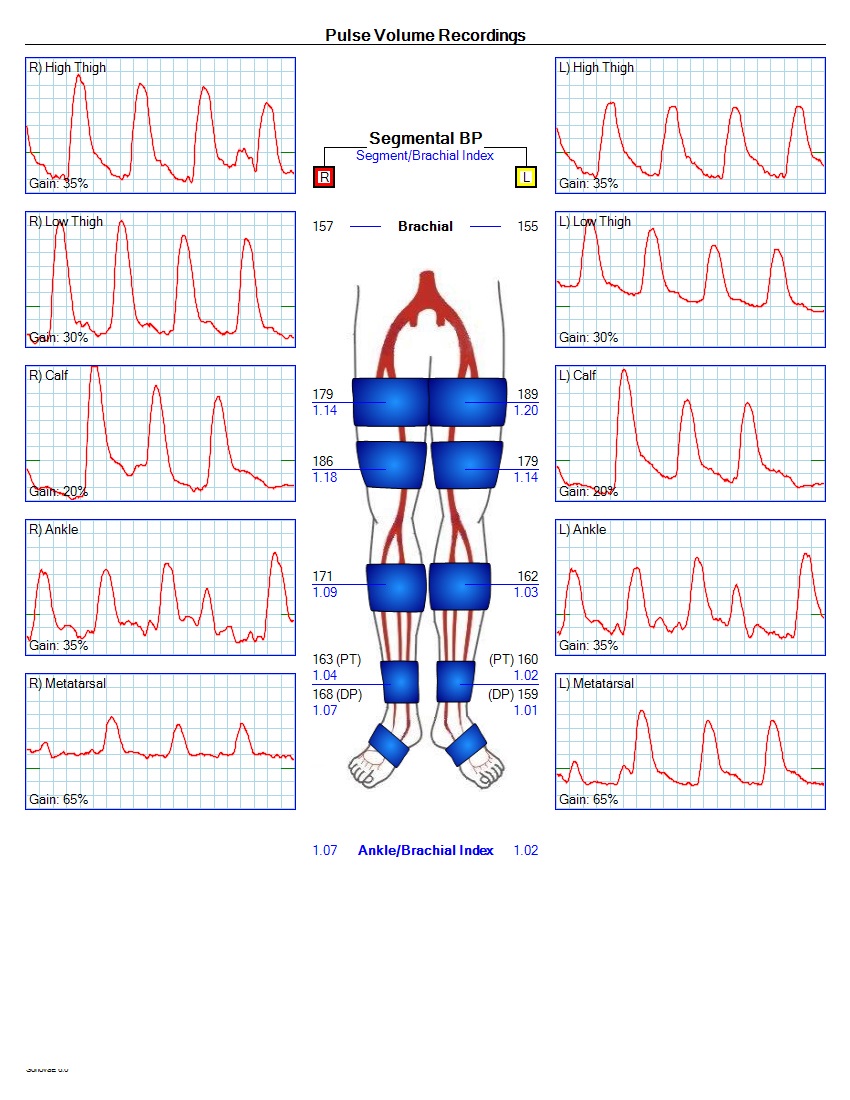 Pulse Volume Recordings
R) High Thigh
Gain: 35%
R) Low Thigh
Gain: 30%
R) Calf
Gain: 20%
R) Ankle
Gain: 35%
R) Metatarsal
Gain: 65%
Segmental BP
Segment/Brachial Index
R L
157 Brachial 155
179 189
1.14 1.20
186 179
1.18 1.14
171 162
1.09 1.03
163 (PT) (PT) 160
1.04 1.02
168 (DP) (DP) 159
1.07 1.01
1.07 Ankle/Brachial Index 1.02
L) High Thigh
Gain: 35%
L) Low Thigh
Gain: 30%
L) Calf
Gain: 20%
L) Ankle
Gain: 35%
L) Metatarsal
Gain: 65%